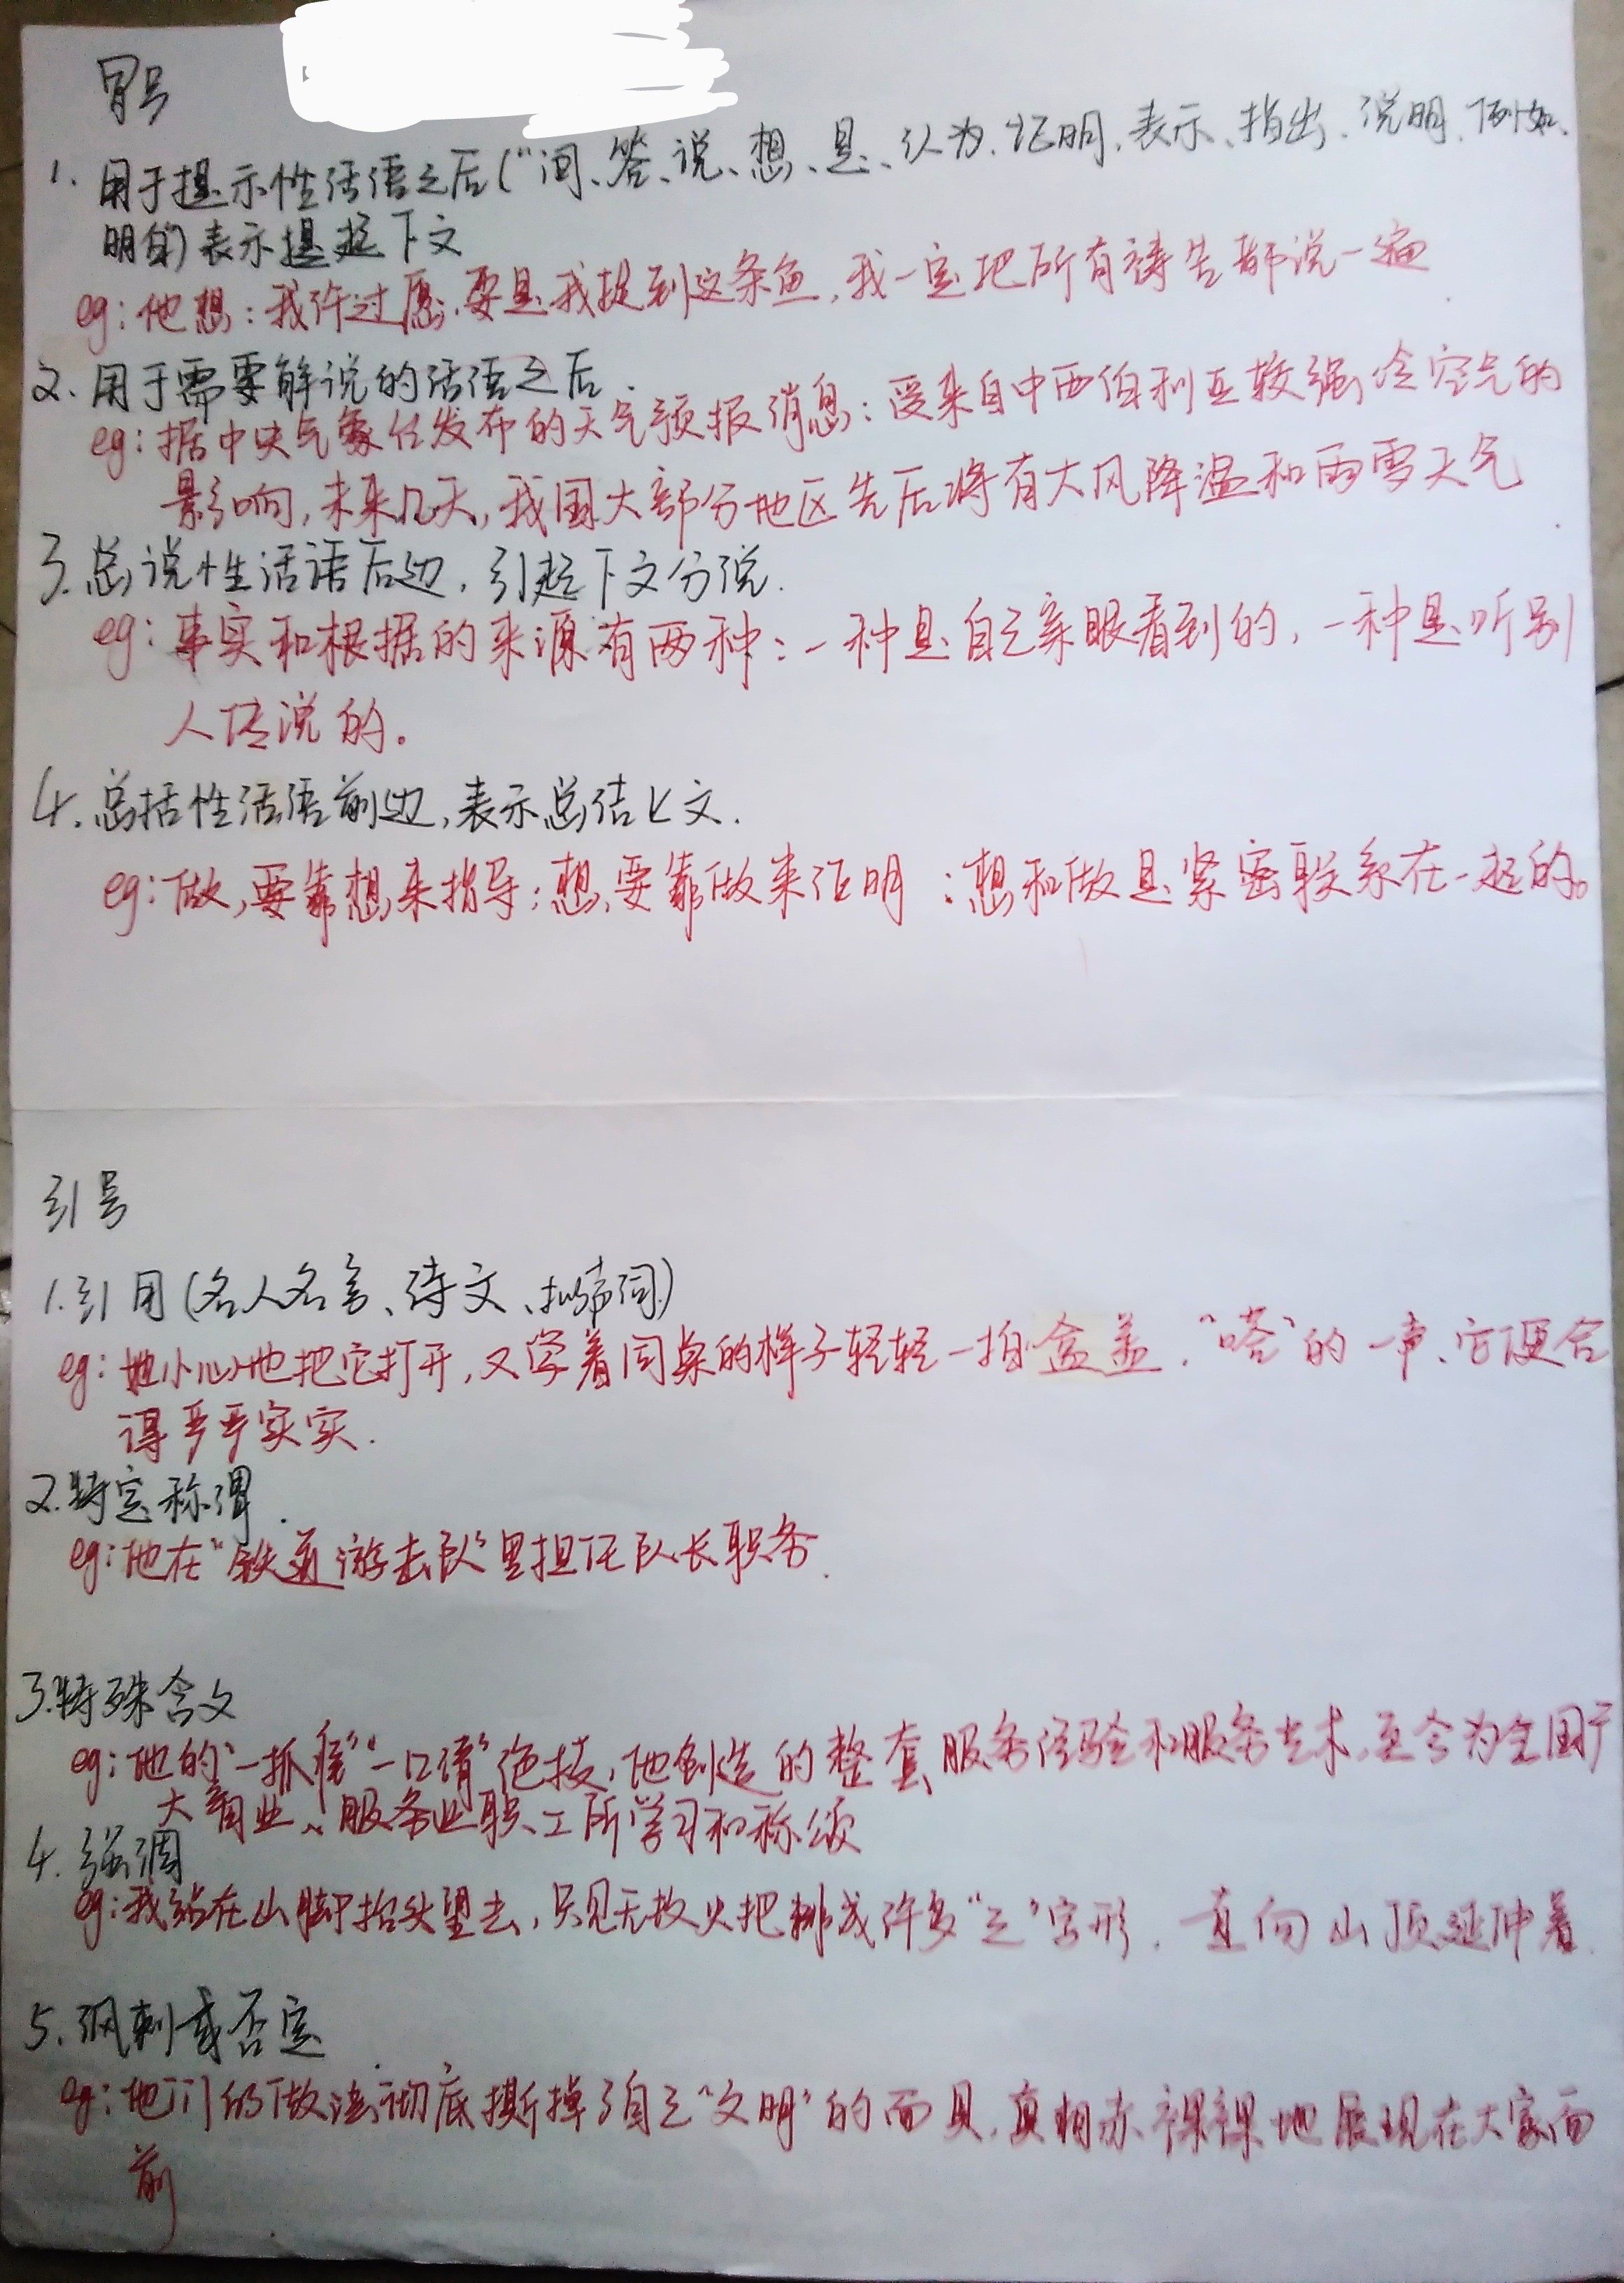 冒号
1. 用于提示性话语之后("问、答、说、想、是、认为、证明、表示、指出、说明、例如、
明白")表示提起下文
eg:他想:我许过愿,要是我捉到这条鱼,我一定把所有祷告都说一遍
2. 用于需要解说的话语之后.
eg:据中央气象台发布的天气预报消息:受来自中西伯利亚较强冷空气的
影响,未来几天,我国大部分地区先后将有大风降温和雨雪天气.
3.总说性话语后边,引起下文分说.
eg:事实和根据的来源有两种:一种是自己亲眼看到的,一种是听别
人传说的。
4.总括性话语前边,表示总结上文.
eg:做,要靠想来指导;想,要靠做来证明:想和做是紧密联系在一起的。
引号
1.引用(名人名言、诗文、拟声词)
eg:她小心地把它打开,又学着同桌的样子轻轻一拍盒盖,"嗒"的一声,它便合
得严严实实.
2.特定称谓.
eg:他在"铁道游击队"里担任队长职务.
3.特殊含义
eg:他的"一抓准""一口清"绝技,他创造的整套服务经验和服务艺术,至今为全国广
大商业、服务业职工所学习和称颂
4.强调
eg:我站在山脚抬头望去,只见无数火把排成许多"之"字形,一直向山顶延伸着.
5.讽刺或否定
eg:他们的做法彻底撕掉了自己"文明"的面具,真相赤裸裸地展现在大家面
前